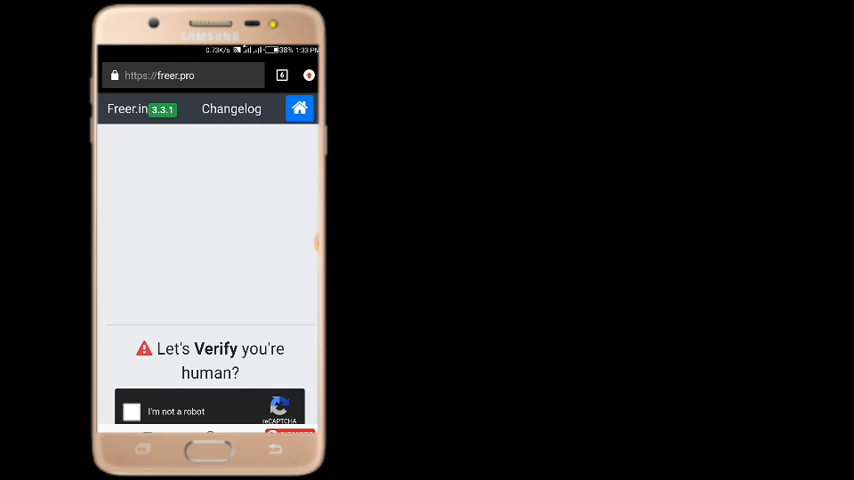 SAMSUNG
0.73K/s 38% 1:33 PM
https://freer.pro 6
Freer.in 3.3.1 Changelog
Let's Verify you're
human?
I'm not a robot
reCAPTCHA